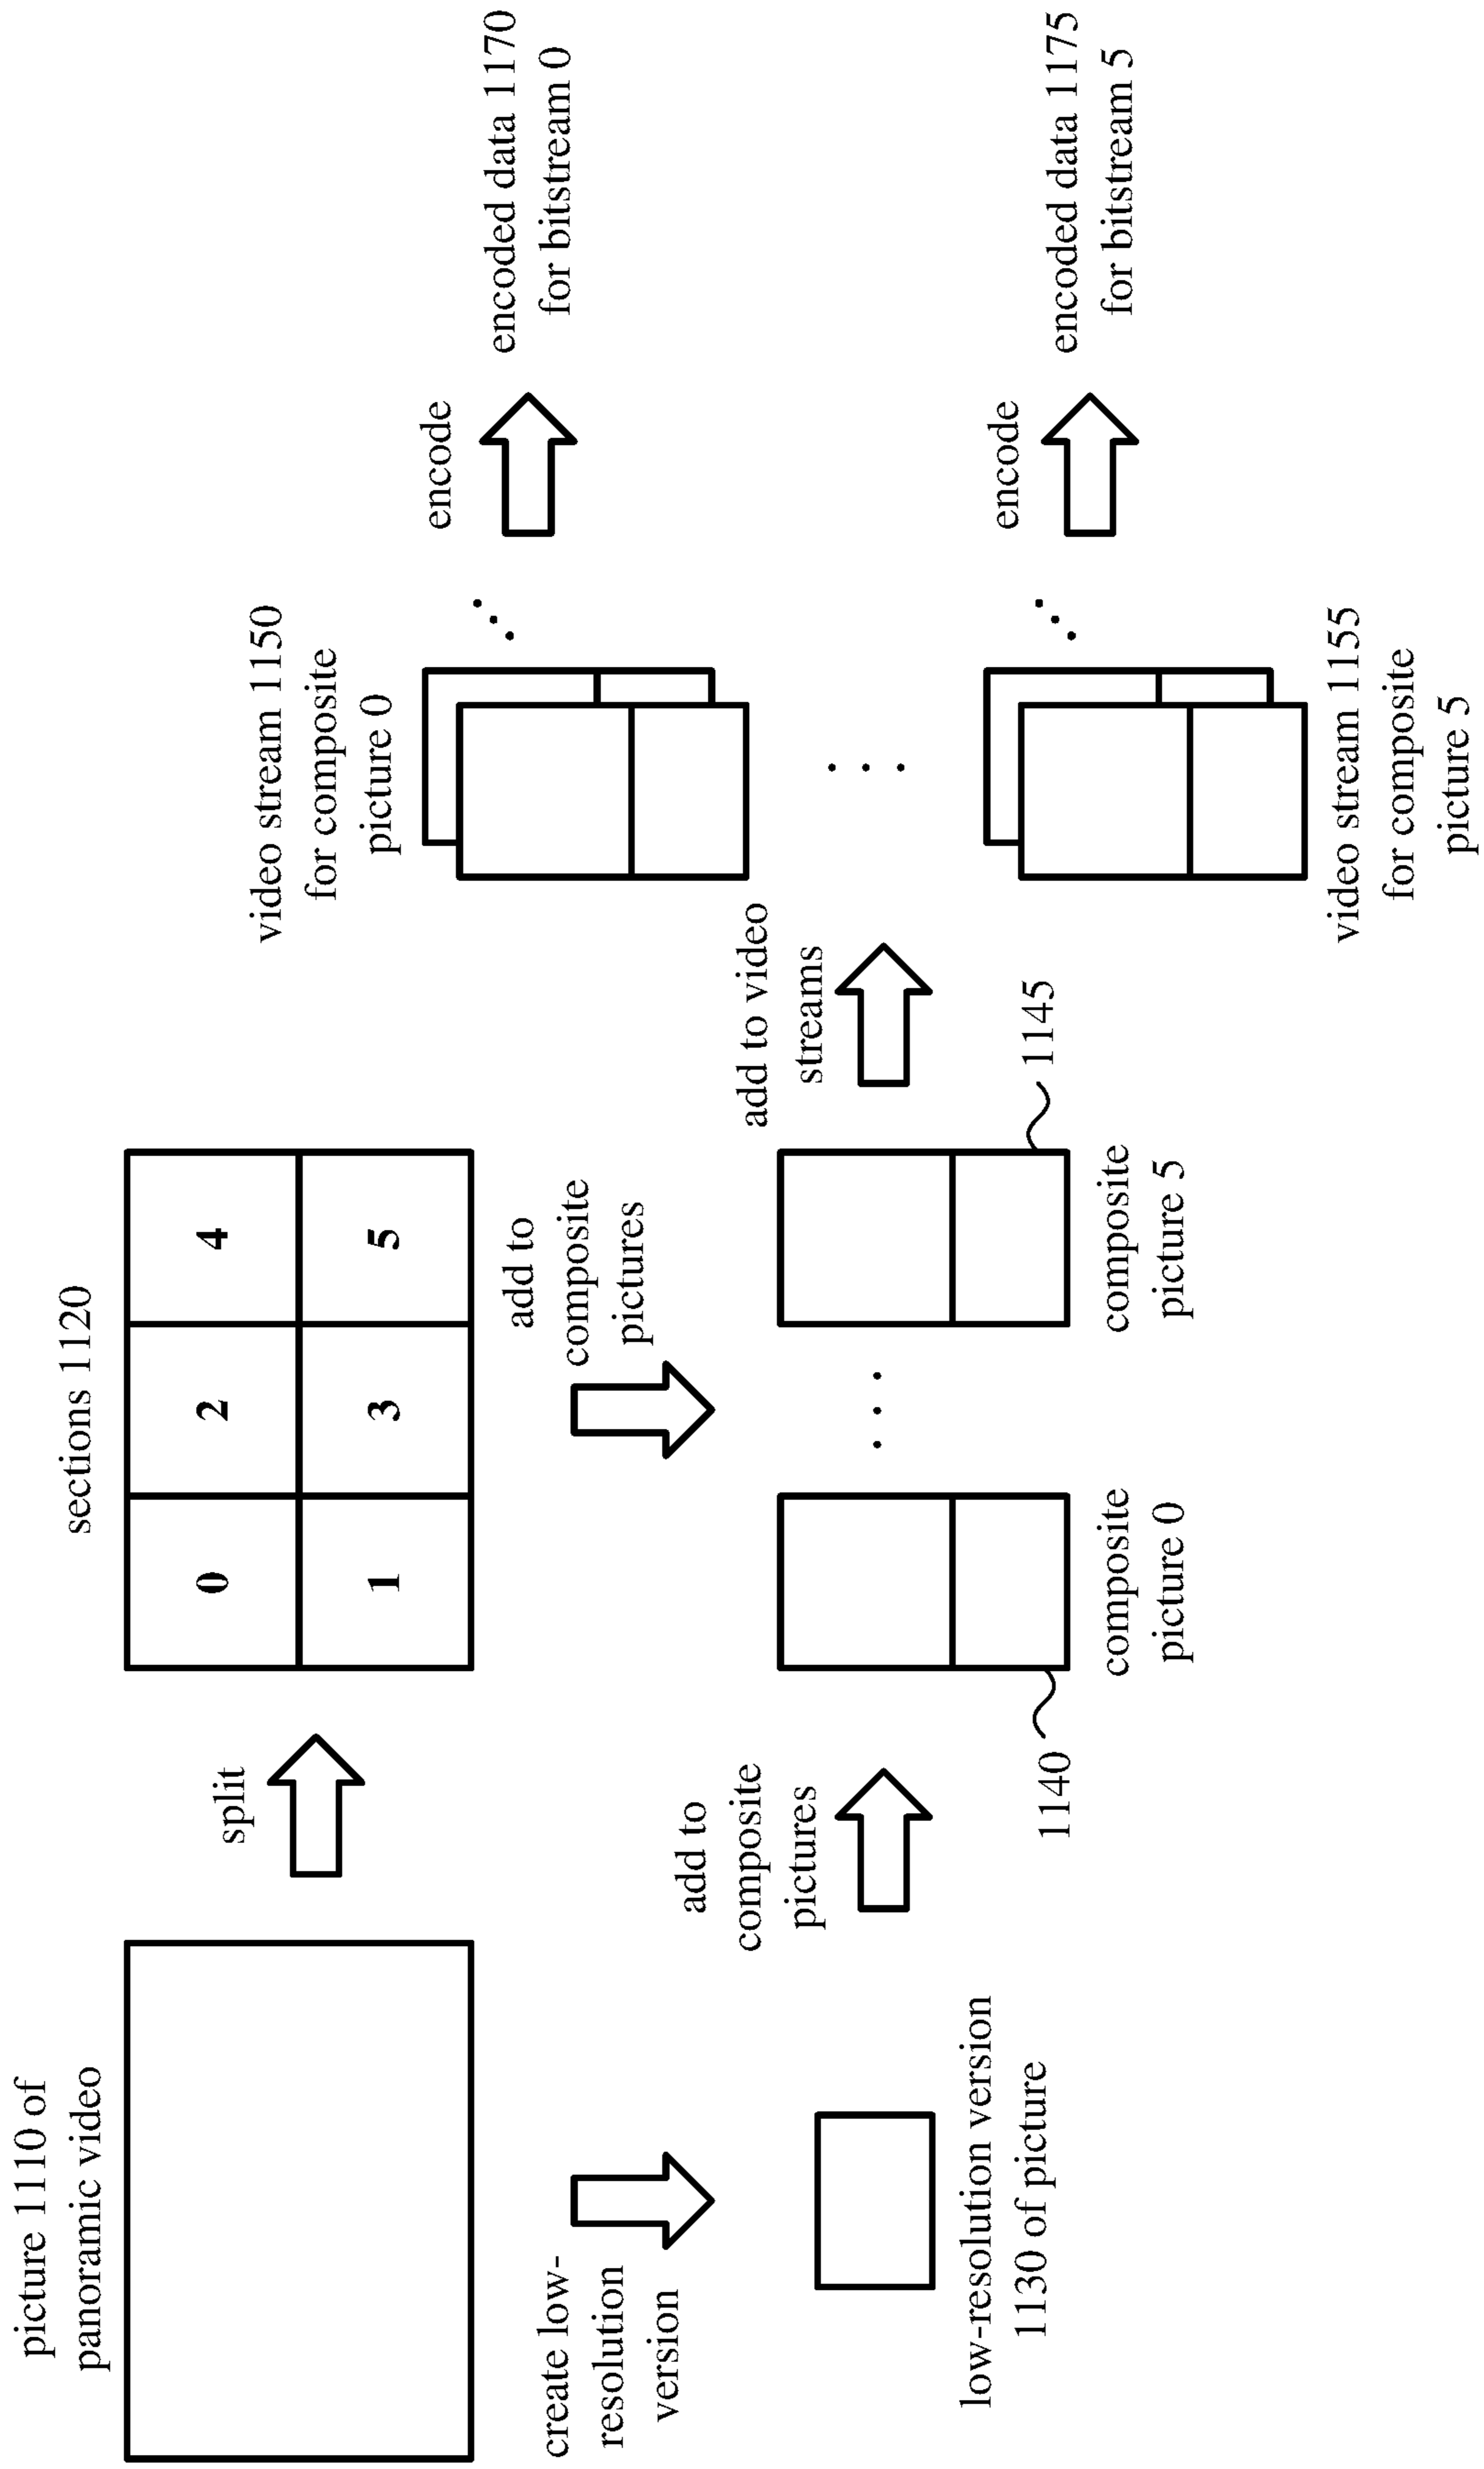 picture 1110 of
panoramic video
split
sections 1120
0
2
4
1
3
5
create low-
resolution
version
add to
composite
pictures
low-resolution version
1130 of picture
add to
composite
pictures
1140
composite
picture 0
composite
picture 5
1145
add to video
streams
video stream 1150
for composite
picture 0
encode
encoded data 1170
for bitstream 0
video stream 1155
for composite
picture 5
encode
encoded data 1175
for bitstream 5